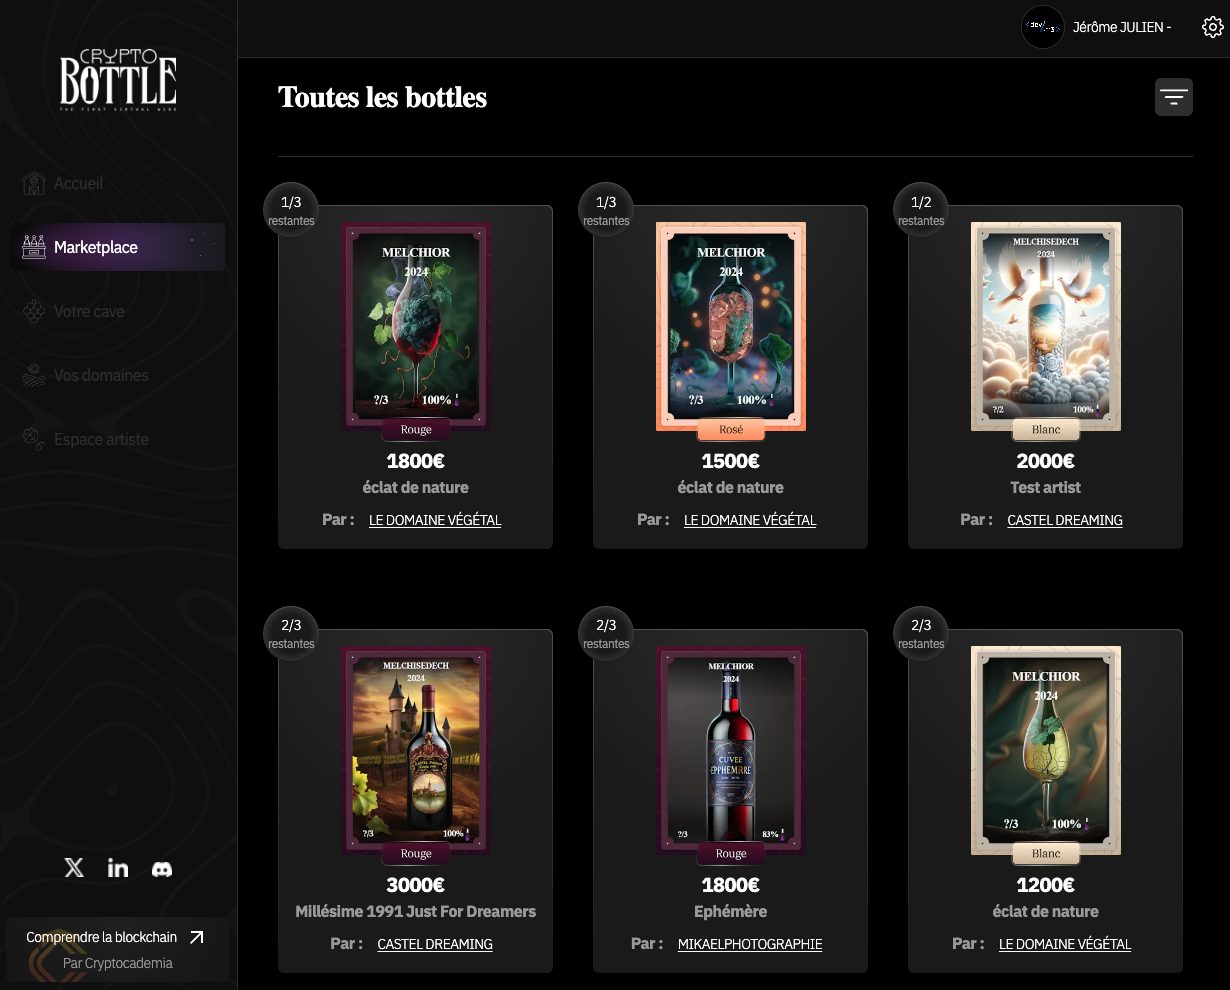 CRYPTO
BOTTLE
THE FIRST VIRTUAL WINE
Accueil
Marketplace
Votre cave
Vos domaines
Espace artiste
Comprendre la blockchain
Par Cryptocademia
Jérôme JULIEN -
Toutes les bottles
1/3
restantes
MELCHIOR
2024
?/3 100%
Rouge
1800€
éclat de nature
Par : LE DOMAINE VÉGÉTAL
1/3
restantes
MELCHIOR
2024
?/3 100%
Rosé
1500€
éclat de nature
Par : LE DOMAINE VÉGÉTAL
1/2
restantes
MELCHISEDECH
2024
?/2 100%
Blanc
2000€
Test artist
Par : CASTEL DREAMING
2/3
restantes
MELCHISEDECH
2024
?/3 100%
Rouge
3000€
Millésime 1991 Just For Dreamers
Par : CASTEL DREAMING
2/3
restantes
MELCHIOR
2024
CUVEE
?/3 83%
Rouge
1800€
Ephémère
Par : MIKAELPHOTOGRAPHIE
2/3
restantes
MELCHIOR
2024
?/3 100%
Blanc
1200€
éclat de nature
Par : LE DOMAINE VÉGÉTAL